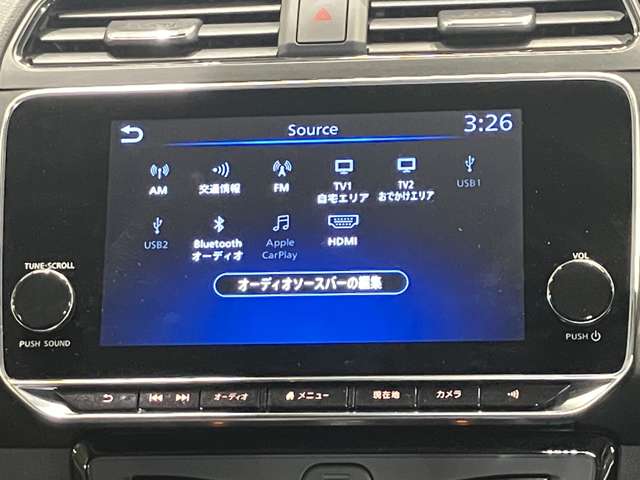 Source 3:26
AM 交通情報 FM TV1 TV2 USB1
自宅エリア おでかけエリア
USB2 Bluetooth Apple HDMI
オーディオ CarPlay
オーディオソースバーの編集
TUNE·SCROLL VOL
PUSH SOUND PUSH
オーディオ メニュー 現在地 カメラ